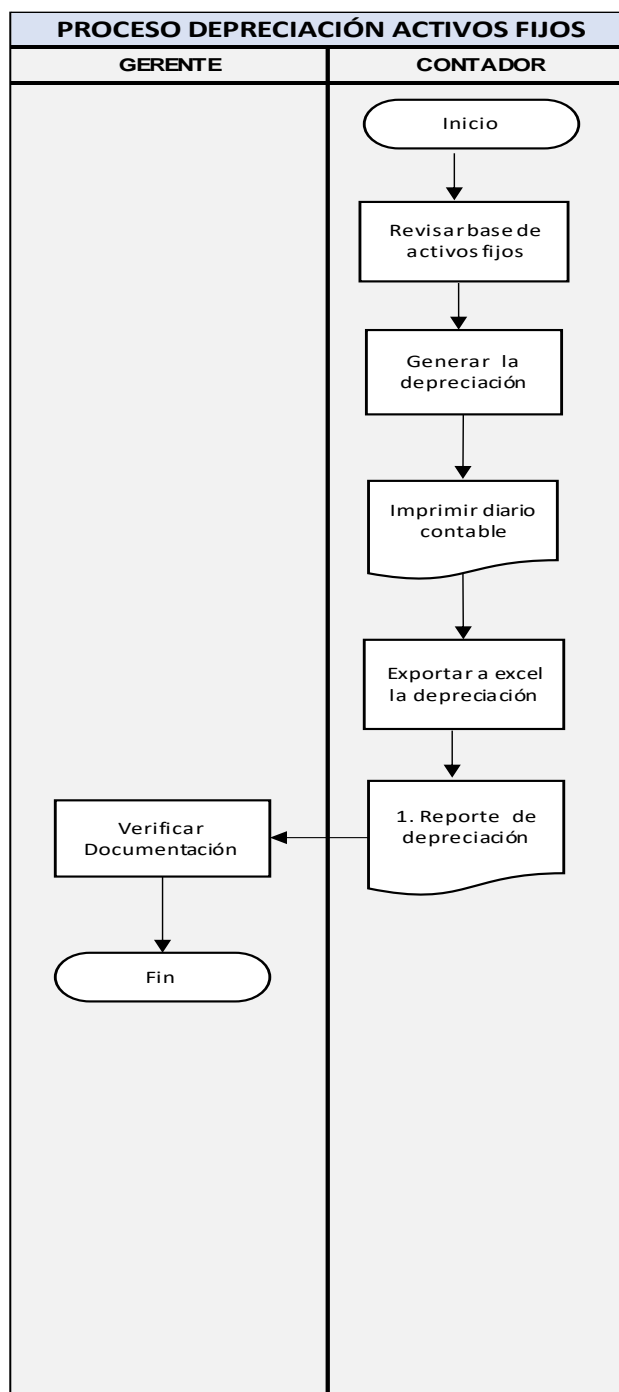 PROCESO DEPRECIACIÓN ACTIVOS FIJOS
GERENTE
CONTADOR
Inicio
Revisar base de
activos fijos
Generar la
depreciación
Imprimir diario
contable
Exportar a excel
la depreciación
1. Reporte de
depreciación
Verificar
Documentación
Fin